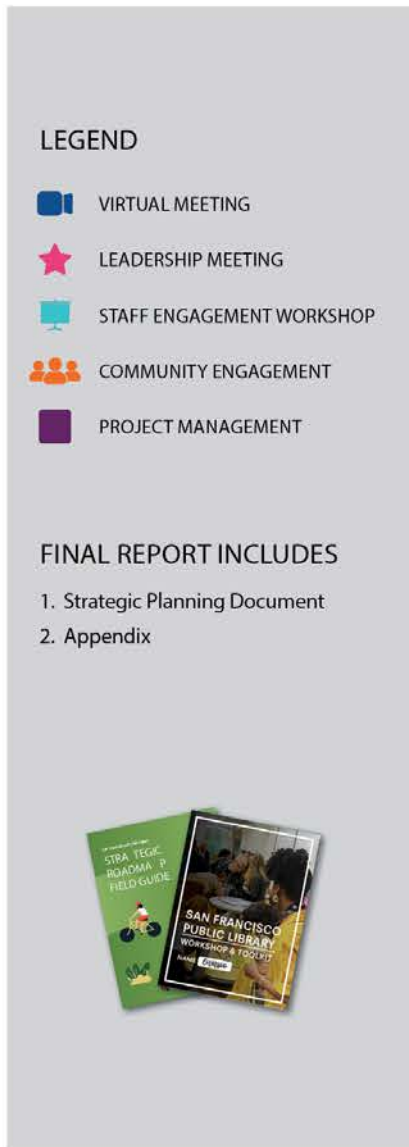 LEGEND
VIRTUAL MEETING
LEADERSHIP MEETING
STAFF ENGAGEMENT WORKSHOP
COMMUNITY ENGAGEMENT
PROJECT MANAGEMENT
FINAL REPORT INCLUDES
1. Strategic Planning Document
2. Appendix
STRA TEGIC
ROADMA P
FIELD GUIDE
SAN FRANCISCO
PUBLIC LIBRARY
WORKSHOP & TOOLKIT
NAME